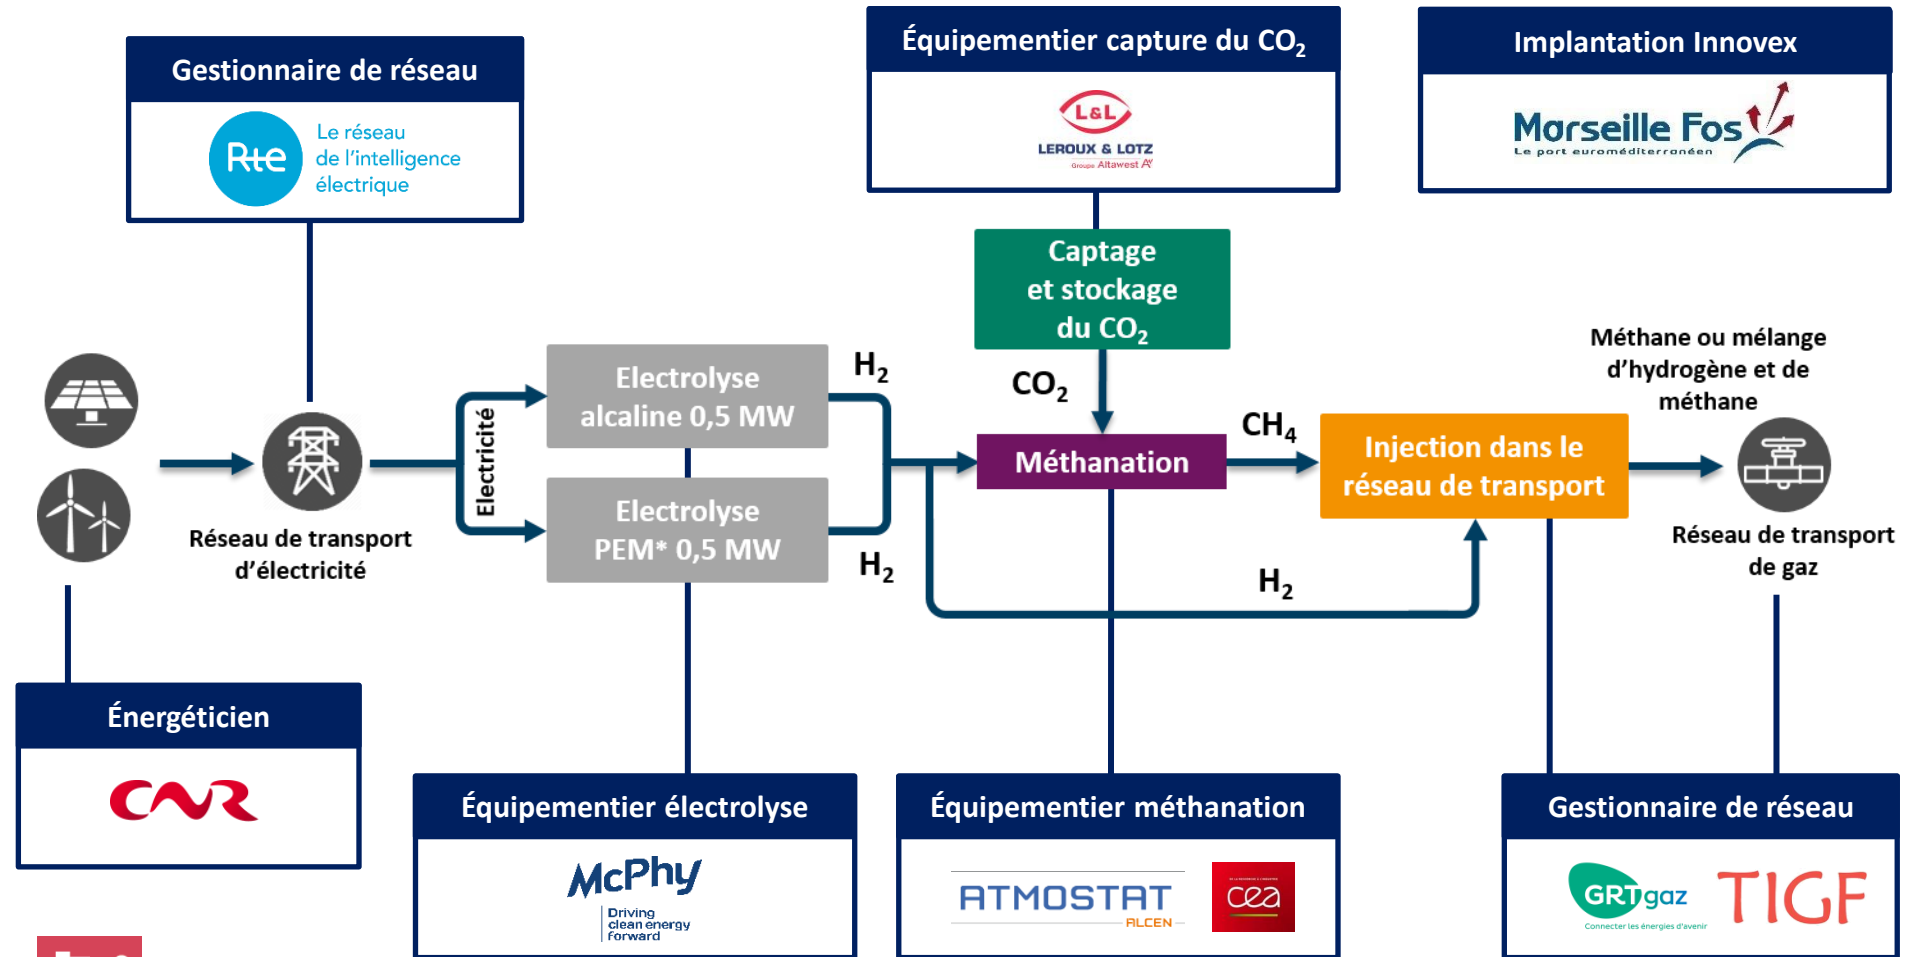 Gestionnaire de réseau
Rte
Le réseau
de l'intelligence
électrique
Équipementier capture du CO₂
L&L
LEROUX & LOTZ
Groupe Altawest
Implantation Innovex
Marseille Fos
Le port euroméditerranéen
Captage
et stockage
du CO₂
Méthane ou mélange
d'hydrogène et de
méthane
Electrolyse
alcaline 0,5 MW
H₂
CO₂
CH₄
Electricité
Méthanation
Injection dans le
réseau de transport
Electrolyse
PEM* 0,5 MW
H₂
H₂
Réseau de transport
d'électricité
Réseau de transport
de gaz
Énergéticien
CNR
Équipementier électrolyse
McPhy
Driving
clean energy
forward
Équipementier méthanation
ATMOSTAT
ALCEN
cea
Gestionnaire de réseau
GRTgaz
Connecter les énergies d'avenir
TIGF